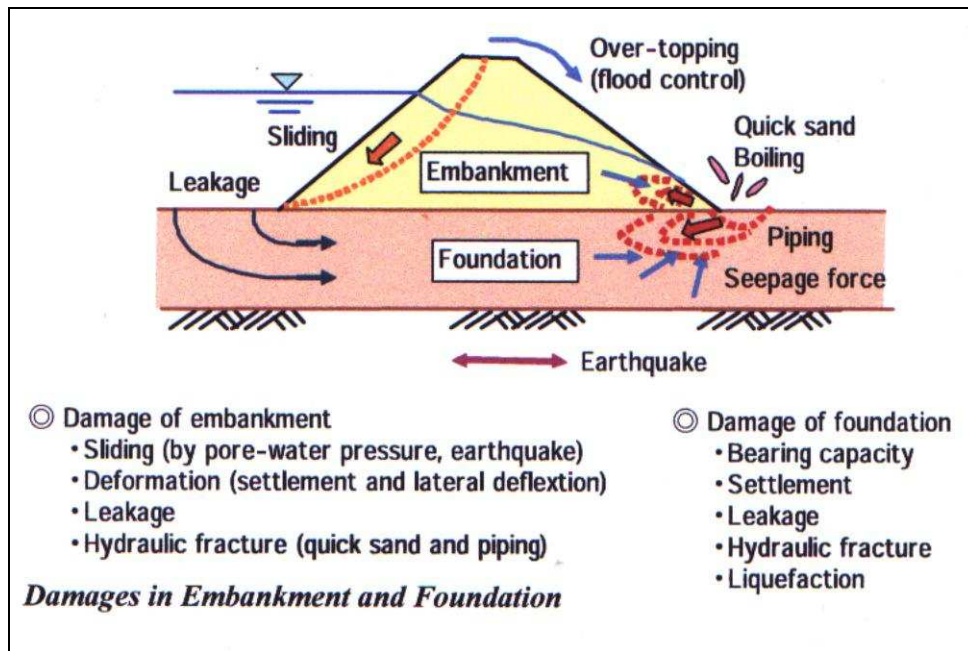 Over-topping
(flood control)
Sliding
Quick sand
Boiling
Leakage
Embankment
Piping
Foundation
Seepage force
Earthquake
◎ Damage of embankment
・Sliding (by pore-water pressure, earthquake)
・Deformation (settlement and lateral deflextion)
・Leakage
・Hydraulic fracture (quick sand and piping)
◎ Damage of foundation
・Bearing capacity
・Settlement
・Leakage
・Hydraulic fracture
・Liquefaction
Damages in Embankment and Foundation